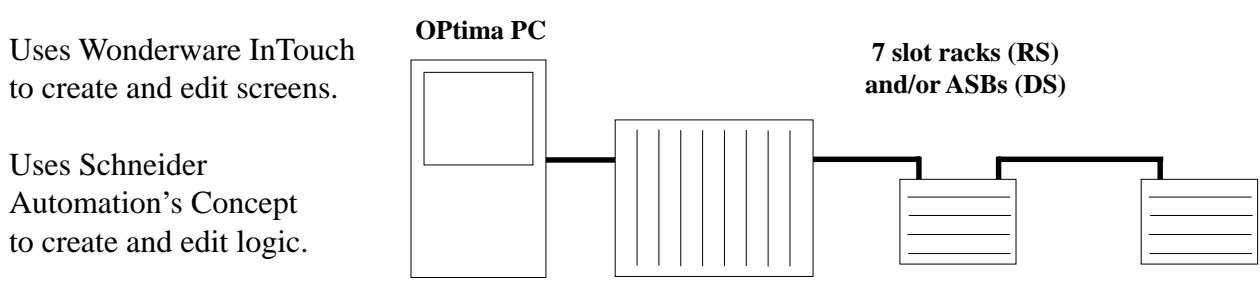 Uses Wonderware InTouch
to create and edit screens.
Uses Schneider
Automation's Concept
to create and edit logic.
OPtima PC
7 slot racks (RS)
and/or ASBs (DS)